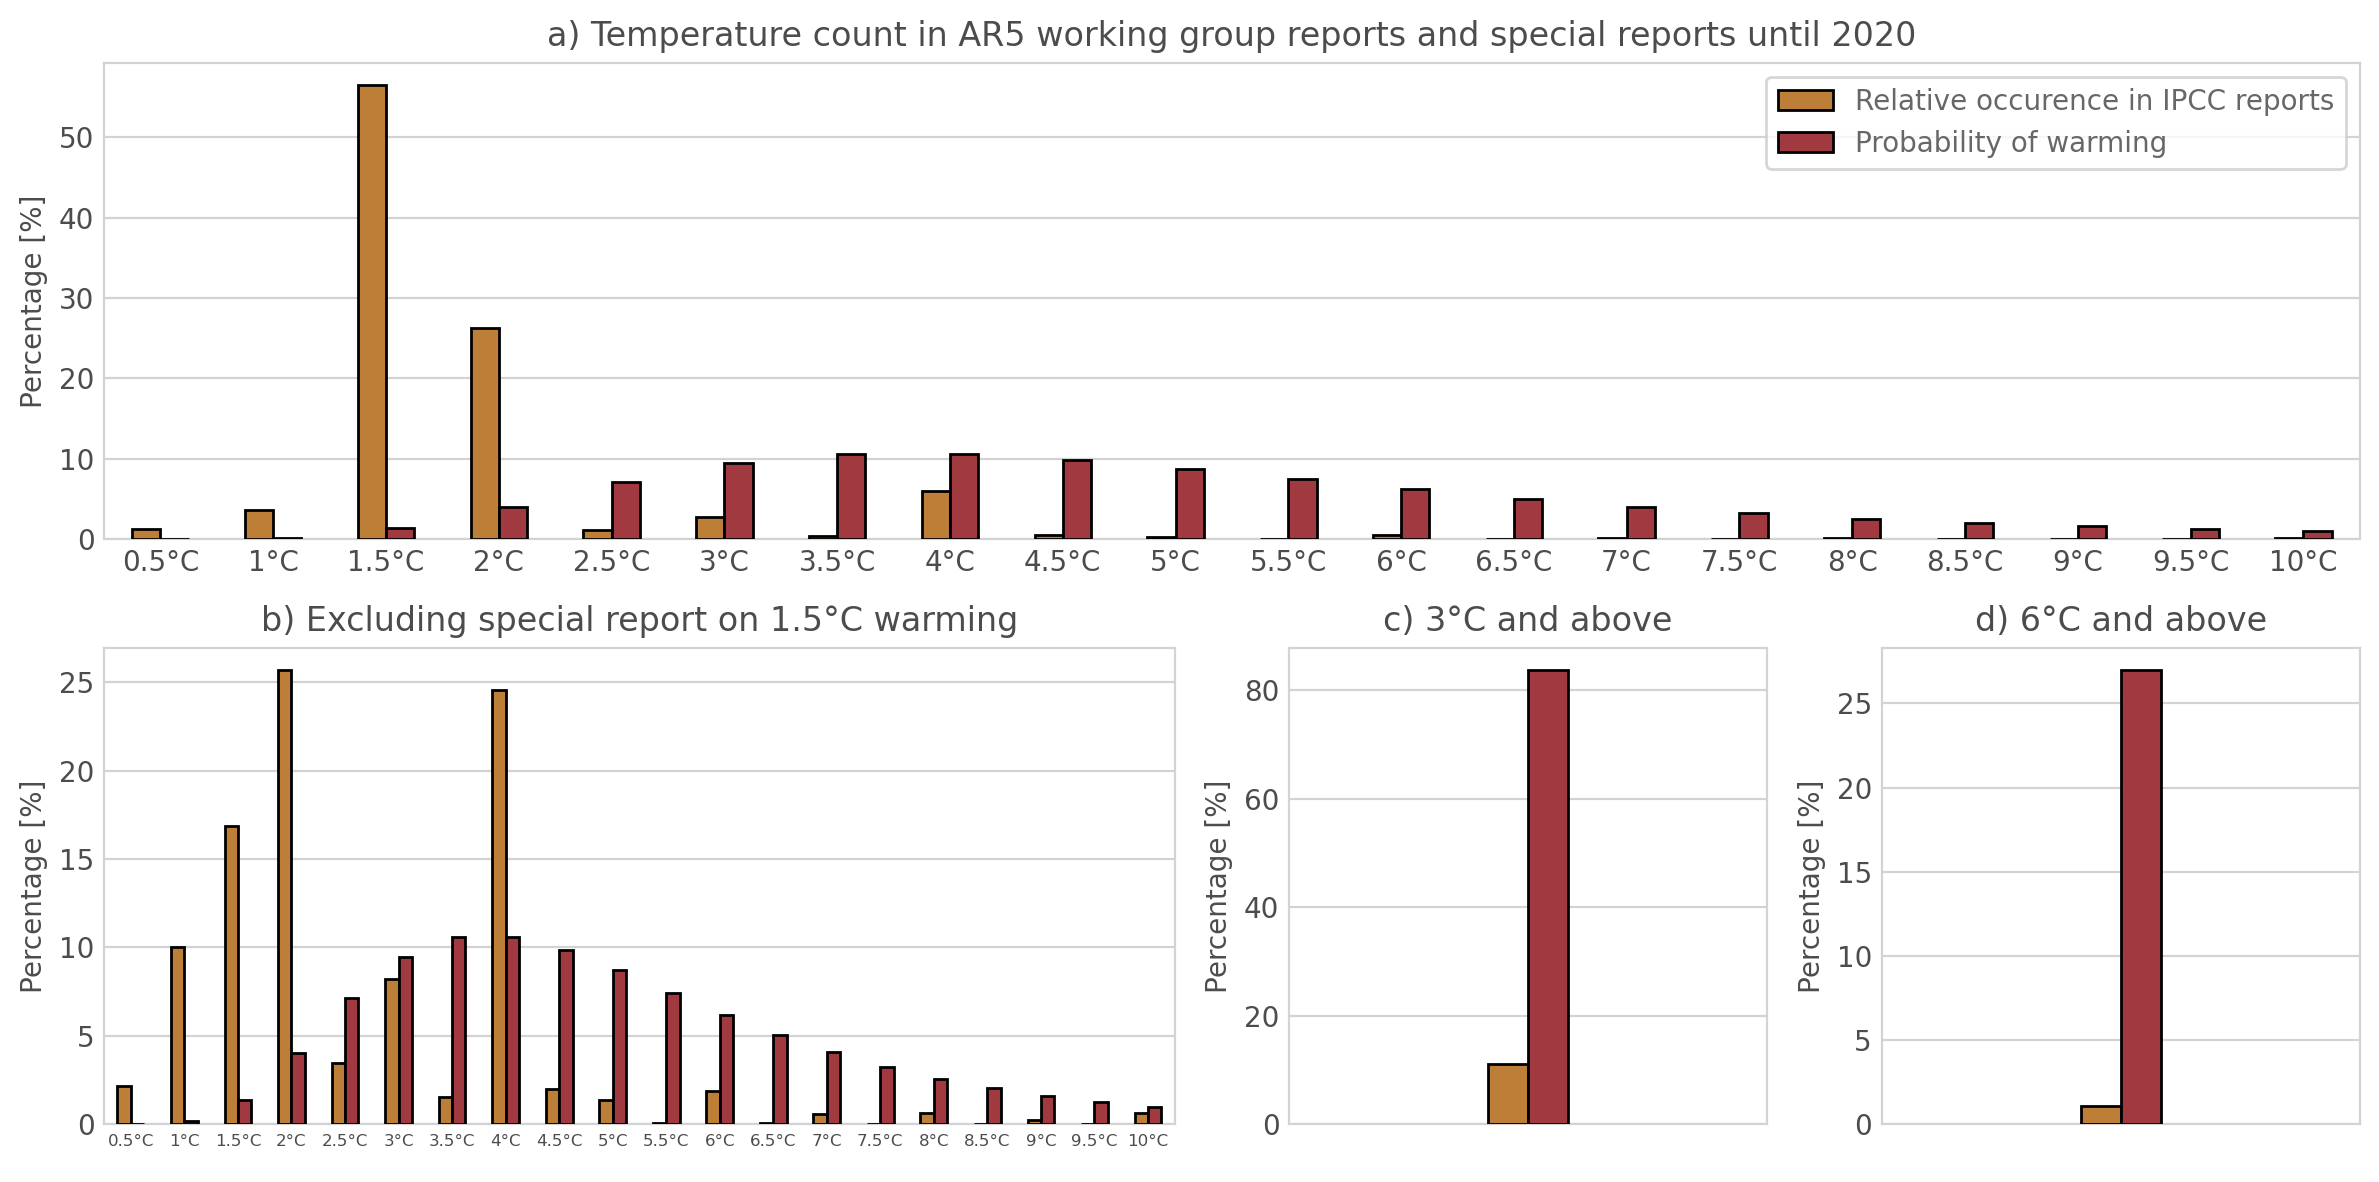 a) Temperature count in AR5 working group reports and special reports until 2020
Relative occurence in IPCC reports
Probability of warming
Percentage [%]
50
40
30
20
10
0
0.5°C 1°C 1.5°C 2°C 2.5°C 3°C 3.5°C 4°C 4.5°C 5°C 5.5°C 6°C 6.5°C 7°C 7.5°C 8°C 8.5°C 9°C 9.5°C 10°C
b) Excluding special report on 1.5°C warming
Percentage [%]
25
20
15
10
5
0
0.5°C 1°C 1.5°C 2°C 2.5°C 3°C 3.5°C 4°C 4.5°C 5°C 5.5°C 6°C 6.5°C 7°C 7.5°C 8°C 8.5°C 9°C 9.5°C 10°C
c) 3°C and above
Percentage [%]
80
60
40
20
0
d) 6°C and above
Percentage [%]
25
20
15
10
5
0